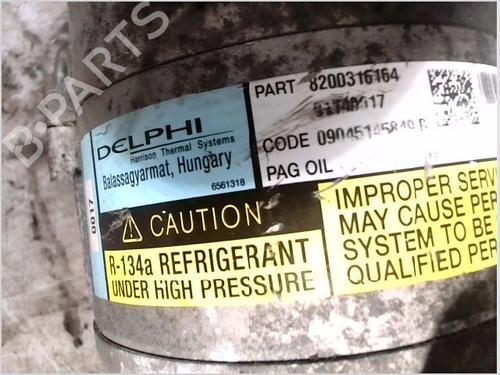 B-PARTS
DELPHI
Harrison Thermal Systems
Balassagyarmat, Hungary
6561318
PART 8200316164
CODE
PAG OIL
0017
CAUTION
R-134a REFRIGERANT
UNDER HIGH PRESSURE
IMPROPER SERV
MAY CAUSE PER
SYSTEM TO BE
QUALIFIED PER